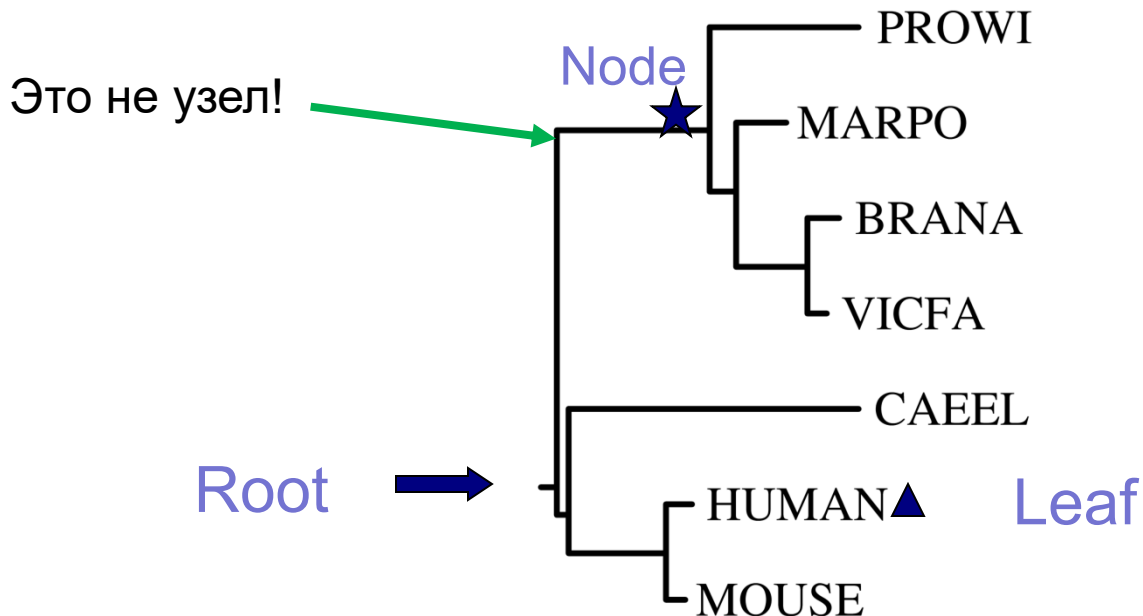 PROWI
Node
Это не узел!
MARPO
BRANA
VICFA
CAEEL
Root
HUMAN
Leaf
MOUSE